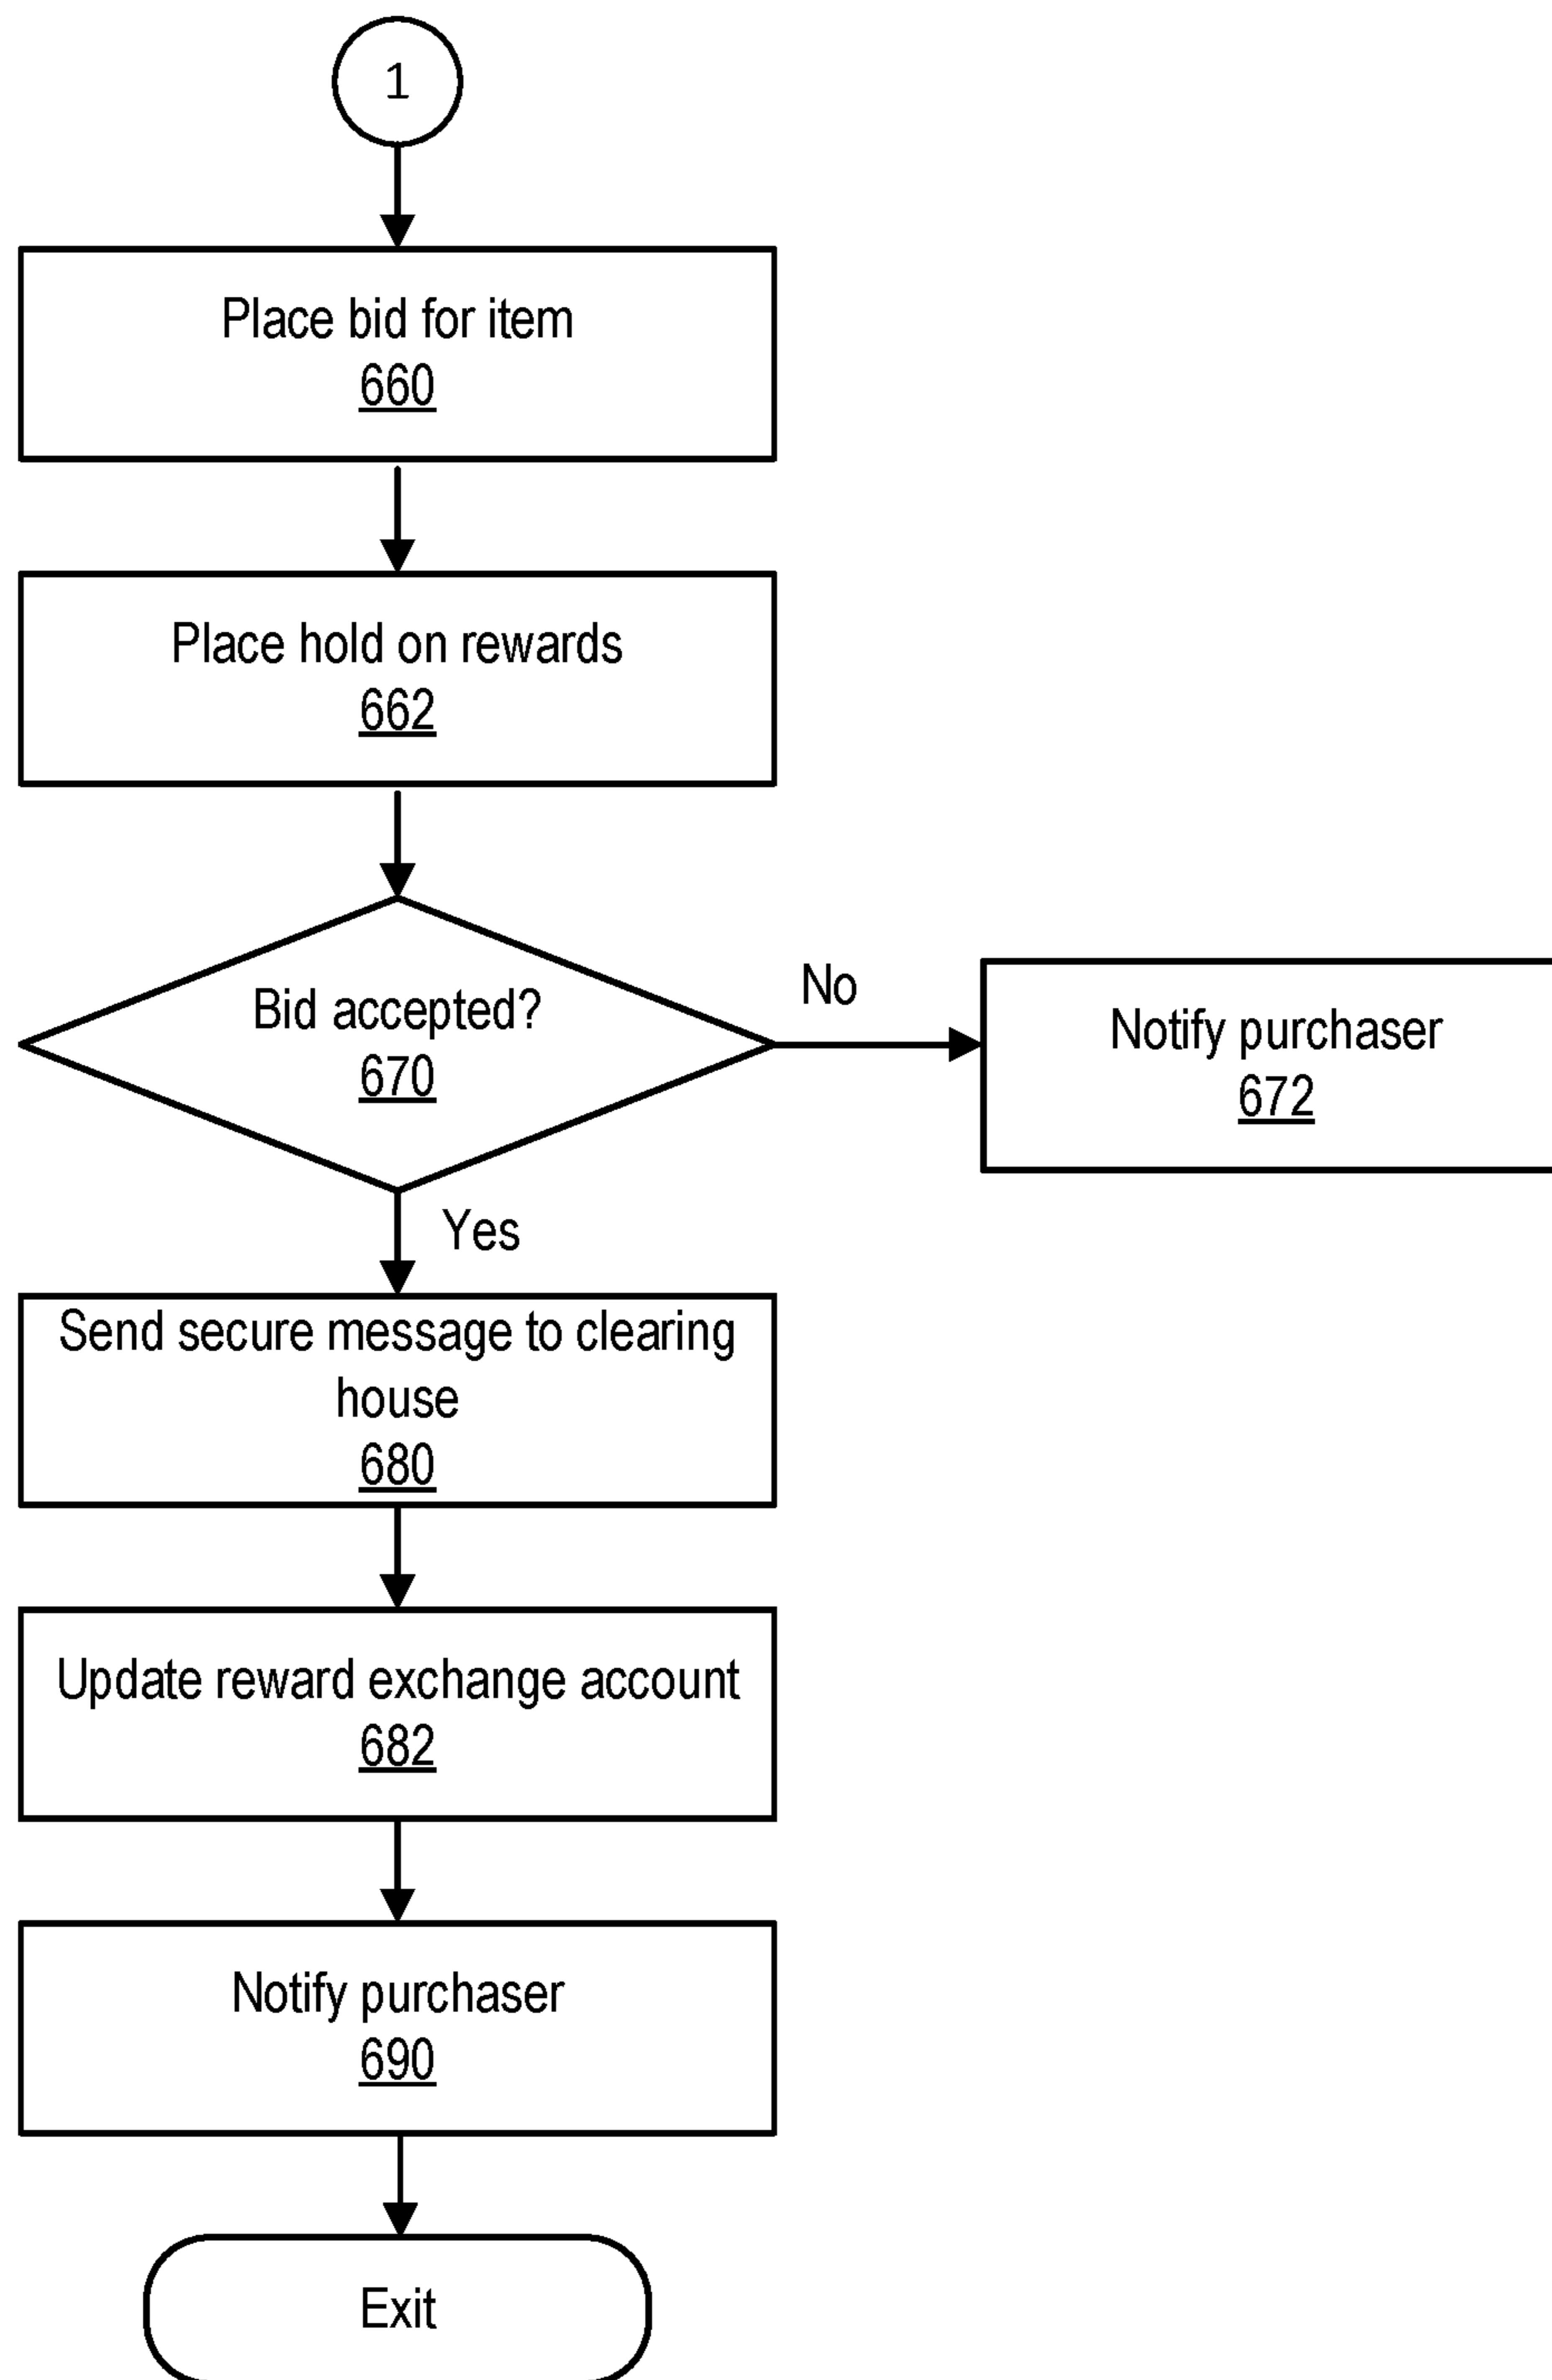 1
Place bid for item
660
Place hold on rewards
662
Bid accepted?
670
No
Notify purchaser
672
Yes
Send secure message to clearing
house
680
Update reward exchange account
682
Notify purchaser
690
Exit